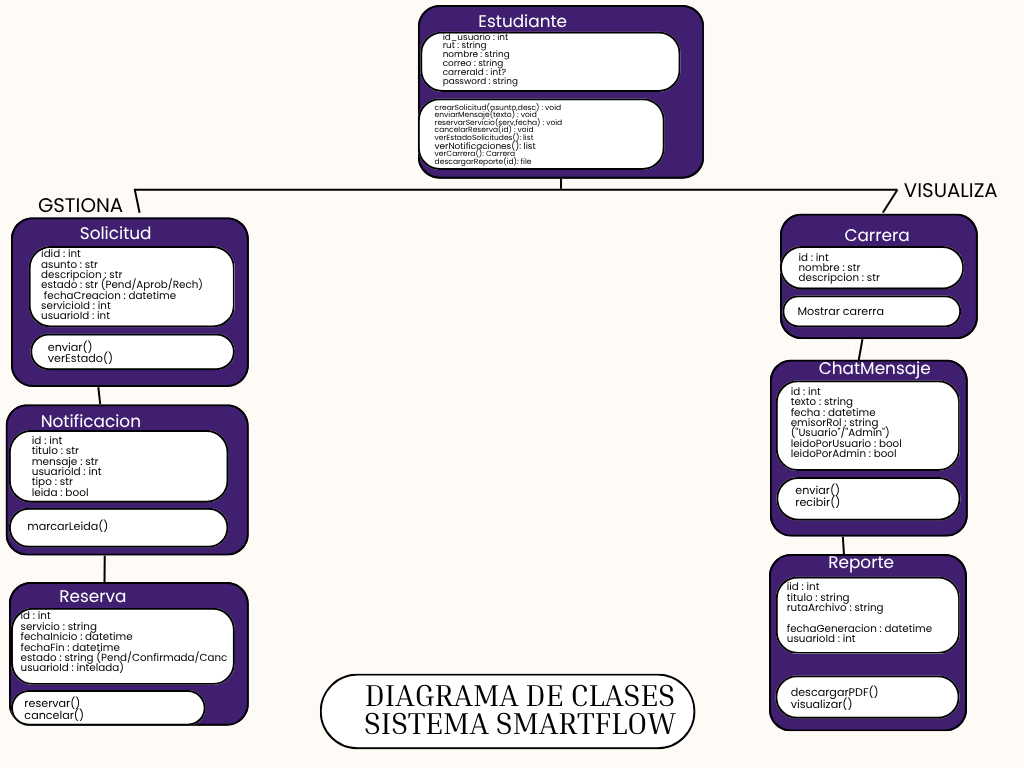 Estudiante
id_usuario : int
rut : string
nombre : string
correo : string
carreraId : int?
password : string
crearSolicitud(asunto,desc) : void
enviarMensaje(texto) : void
reservarServicio(serv,fecha) : void
cancelarReserva(id) : void
verEstadoSolicitudes(): list
verNotificaciones(): list
verCarrera(): Carrera
descargarReporte(id): file
GSTIONA
VISUALIZA
Solicitud
idid : int
asunto : str
descripcion : str
estado : str (Pend/Aprob/Rech)
fechaCreacion : datetime
servicioId : int
usuarioId : int
enviar()
verEstado()
Notificacion
id : int
titulo : str
mensaje : str
usuarioId : int
tipo : str
leida : bool
marcarLeida()
Reserva
id : int
servicio : string
fechaInicio : datetime
fechaFin : datetime
estado : string (Pend/Confirmada/Canc
usuarioId : intelada)
reservar()
cancelar()
Carrera
id : int
nombre : str
descripcion : str
Mostrar carerra
ChatMensaje
id : int
texto : string
fecha : datetime
emisorRol : string
("Usuario"/"Admin")
leidoPorUsuario : bool
leidoPorAdmin : bool
enviar()
recibir()
Reporte
iid : int
titulo : string
rutaArchivo : string
fechaGeneracion : datetime
usuarioId : int
descargarPDF()
visualizar()
DIAGRAMA DE CLASES
SISTEMA SMARTFLOW